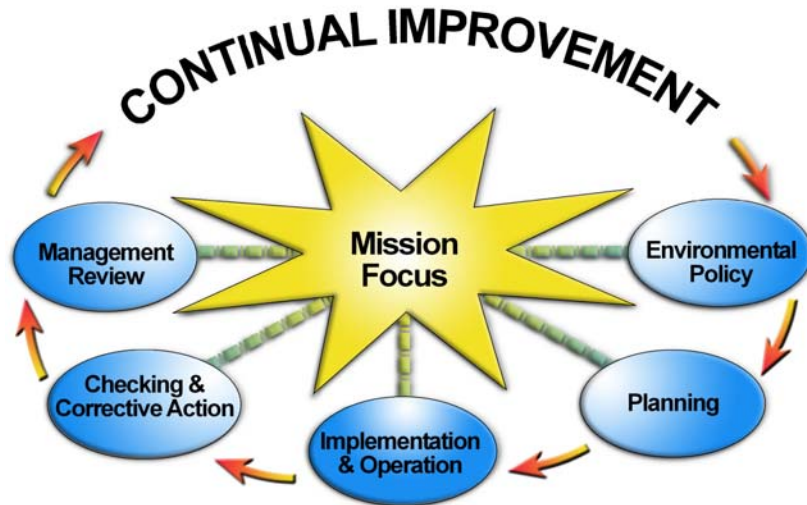 CONTINUAL IMPROVEMENT
Mission
Focus
Environmental
Policy
Planning
Implementation
& Operation
Checking &
Corrective Action
Management
Review